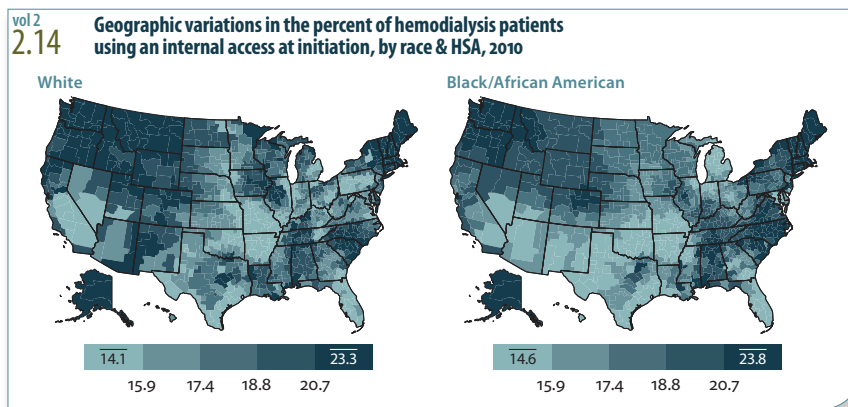 vol 2
2.14
Geographic variations in the percent of hemodialysis patients
using an internal access at initiation, by race & HSA, 2010
White
Black/African American
14.1 23.3
15.9 17.4 18.8 20.7
14.6 23.8
15.9 17.4 18.8 20.7